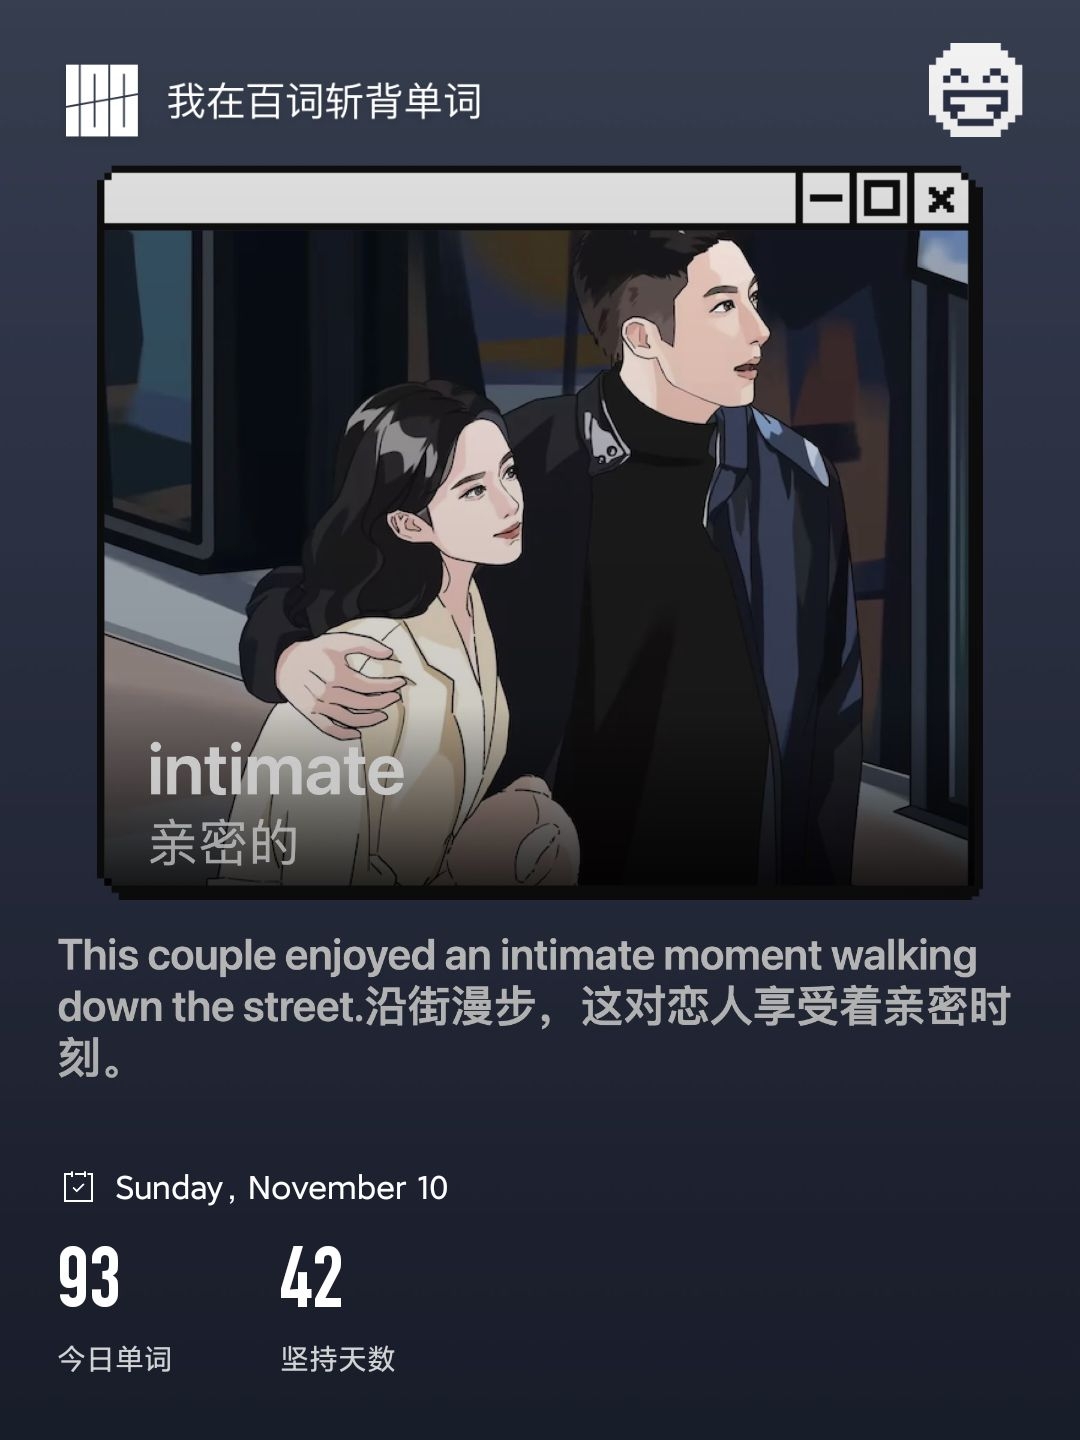 100 我在百词斩背单词
intimate
亲密的
This couple enjoyed an intimate moment walking
down the street.沿街漫步，这对恋人享受着亲密时
刻。
Sunday, November 10
93 42
今日单词 坚持天数